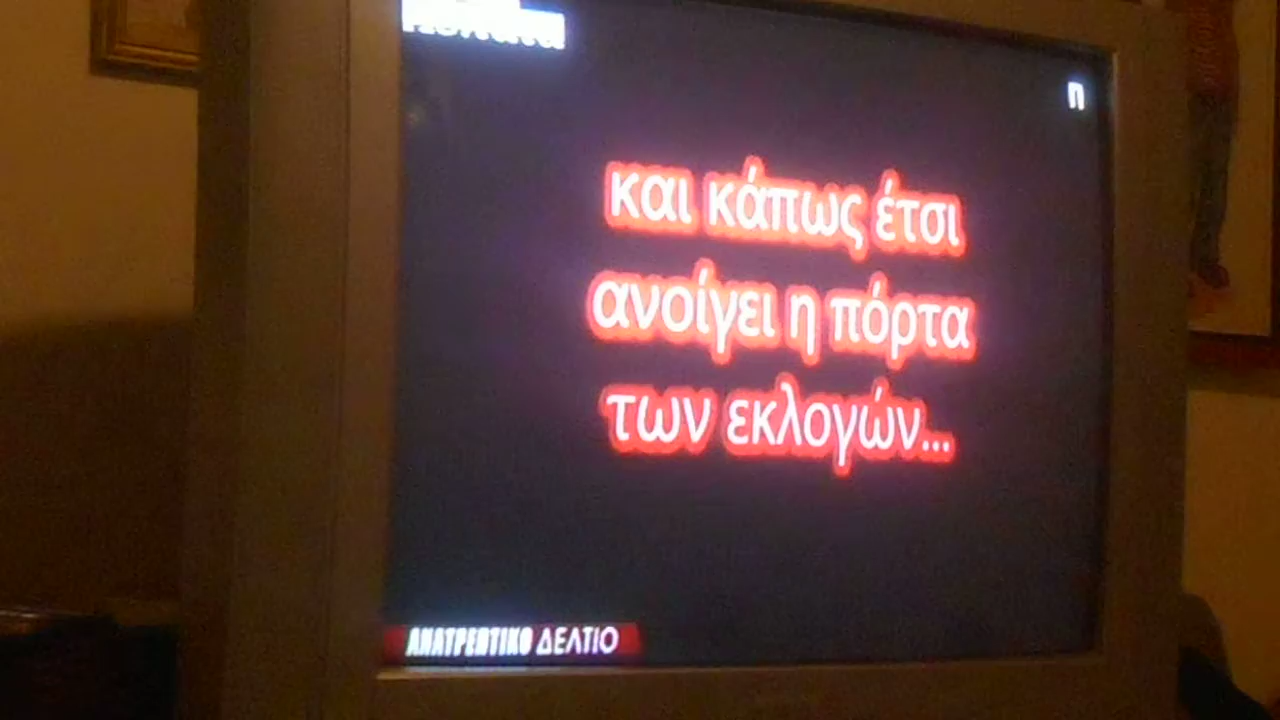 Π
και κάπως έτσι
ανοίγει η πόρτα
των εκλογών...
ΑΝΑΤΡΕΠΤΙΚΟ ΔΕΛΤΙΟ